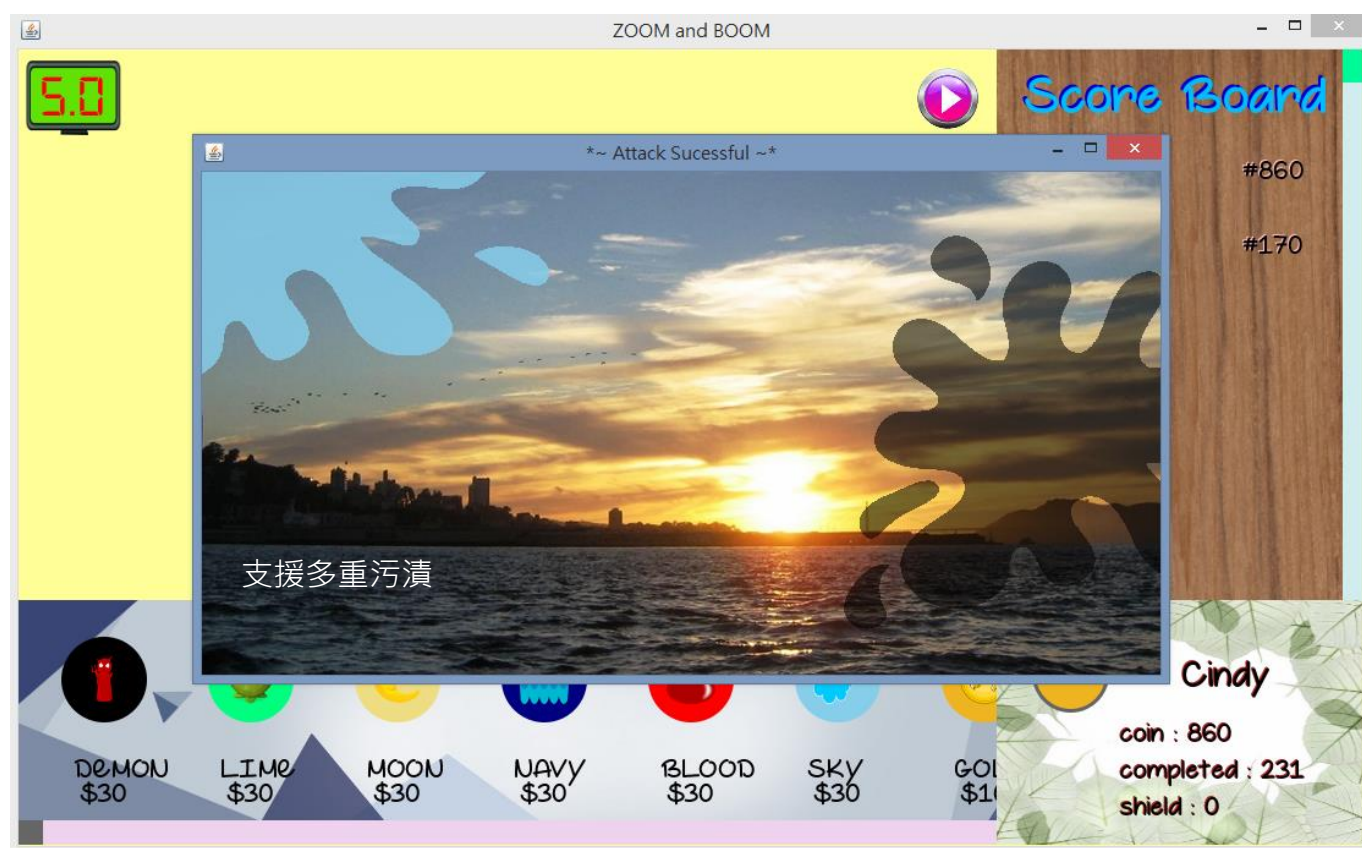 ZOOM and BOOM
5.0
Score Board
*~ Attack Sucessful ~*
#860
#170
支援多重污漬
Cindy
coin : 860
completed : 231
shield : 0
DEMON LIME MOON NAVY BLOOD SKY
$30 $30 $30 $30 $30 $30